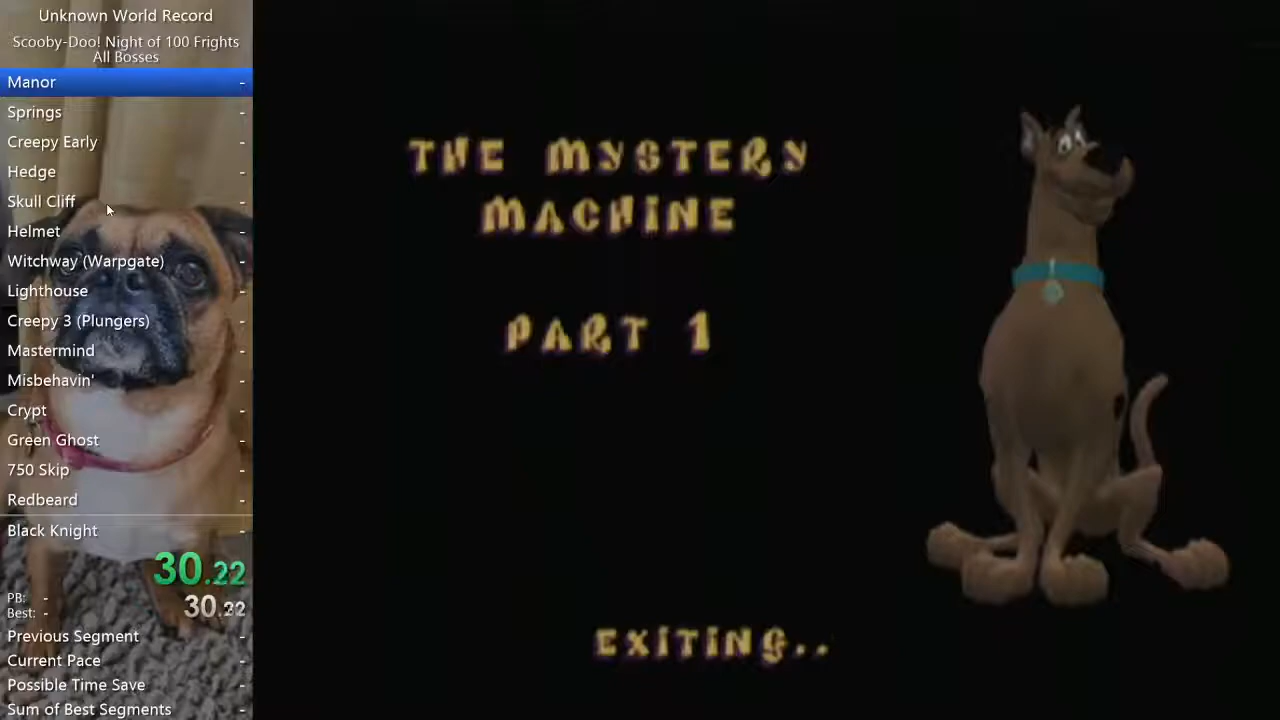 Unknown World Record
Scooby-Doo! Night of 100 Frights
All Bosses
Manor -
Springs -
Creepy Early -
Hedge -
Skull Cliff -
Helmet -
Witchway (Warpgate) -
Lighthouse -
Creepy 3 (Plungers) -
Mastermind -
Misbehavin' -
Crypt -
Green Ghost -
750 Skip -
Redbeard -
Black Knight -
30.22
PB: -
Best: -
30.22
Previous Segment -
Current Pace -
Possible Time Save -
Sum of Best Segments -
THE MYSTERY
MACHINE
PART 1
EXITING..